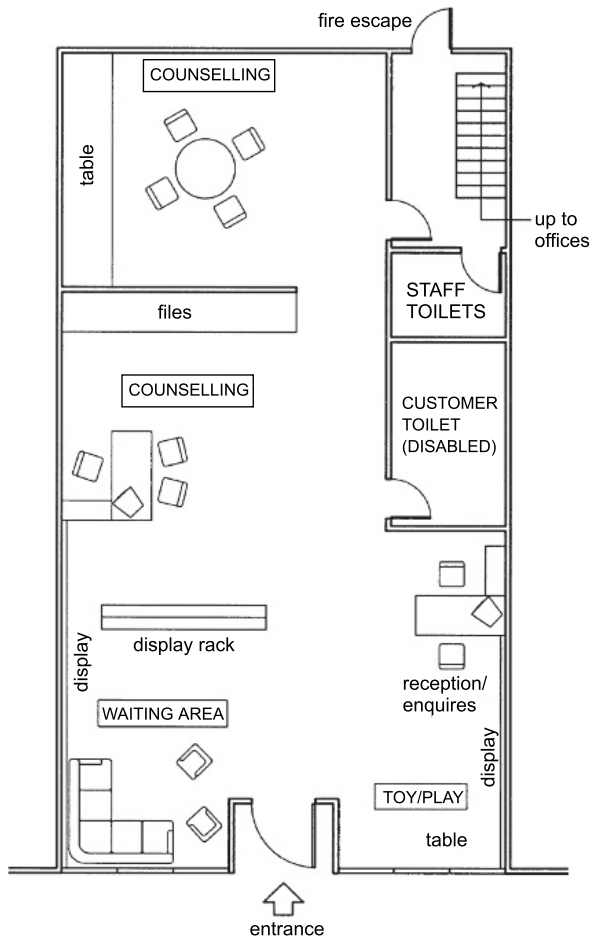 fire escape
COUNSELLING
table
up to
offices
STAFF
TOILETS
files
COUNSELLING
CUSTOMER
TOILET
(DISABLED)
display rack
display
reception/
enquires
WAITING AREA
display
TOY/PLAY
table
entrance